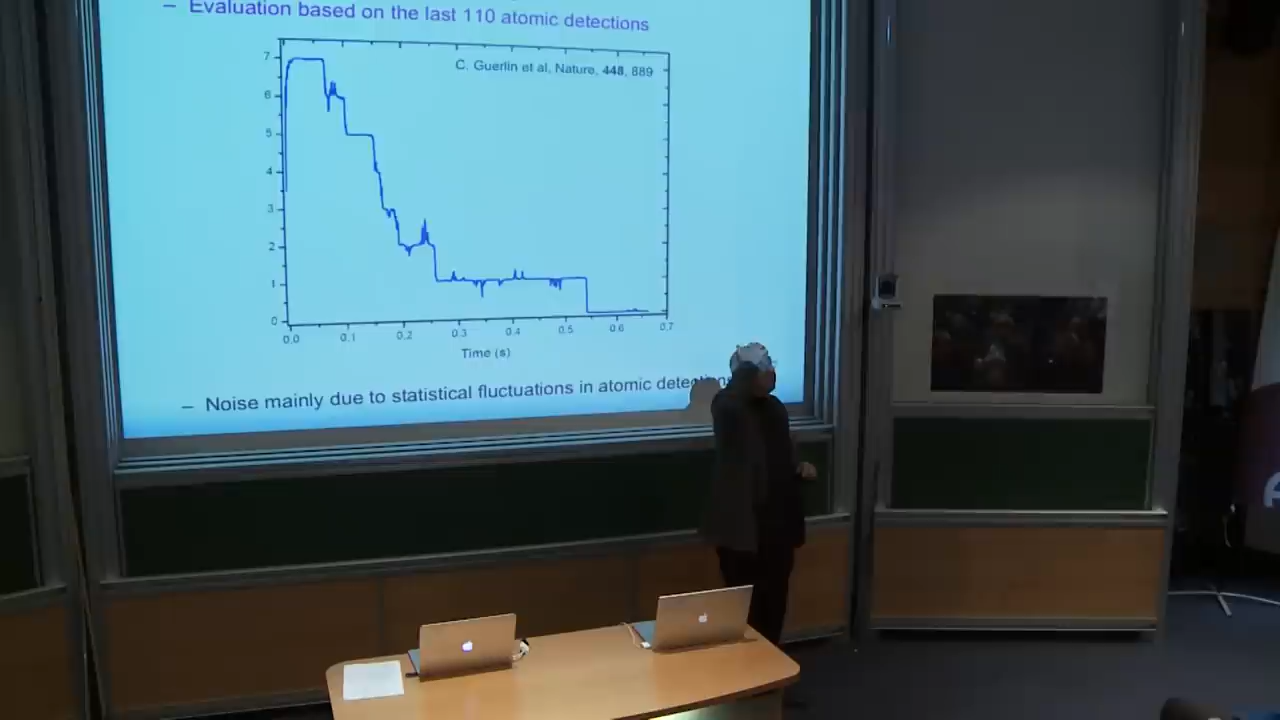 – Evaluation based on the last 110 atomic detections
C. Guerlin et al, Nature, 448, 889
7
6
5
4
3
2
1
0
0.0 0.1 0.2 0.3 0.4 0.5 0.6 0.7
Time (s)
– Noise mainly due to statistical fluctuations in atomic